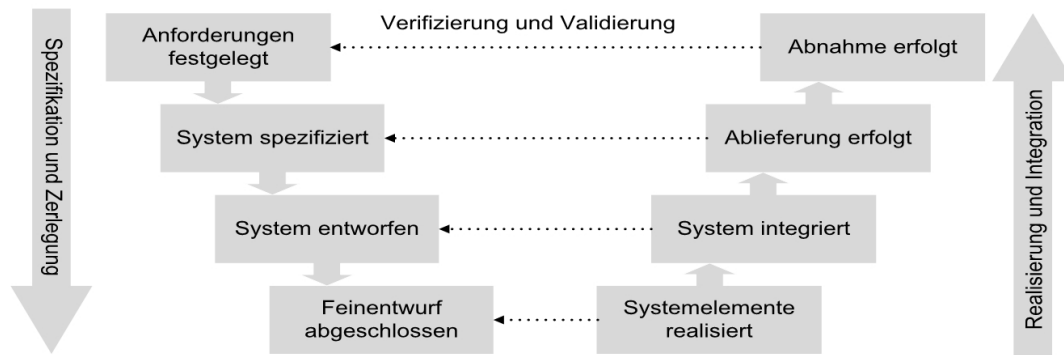 Verifizierung und Validierung
Anforderungen
festgelegt
Abnahme erfolgt
System spezifiziert
Ablieferung erfolgt
System entworfen
System integriert
Feinentwurf
abgeschlossen
Systemelemente
realisiert
Spezifikation und Zerlegung
Realisierung und Integration